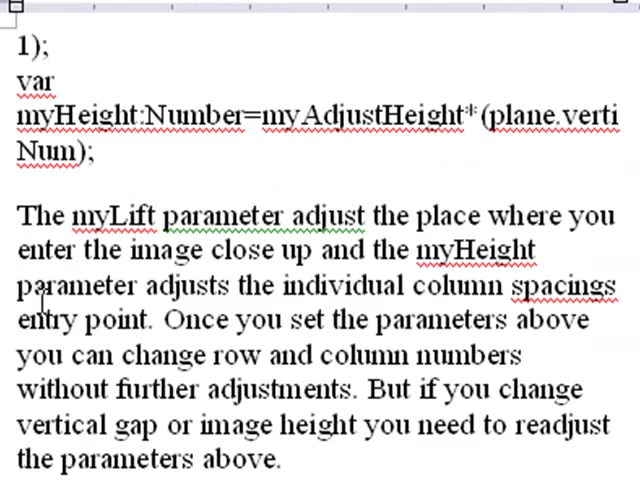 1);
var
myHeight:Number=myAdjustHeight*(plane.verti
Num);
The myLift parameter adjust the place where you
enter the image close up and the myHeight
parameter adjusts the individual column spacings
entry point. Once you set the parameters above
you can change row and column numbers
without further adjustments. But if you change
vertical gap or image height you need to readjust
the parameters above.